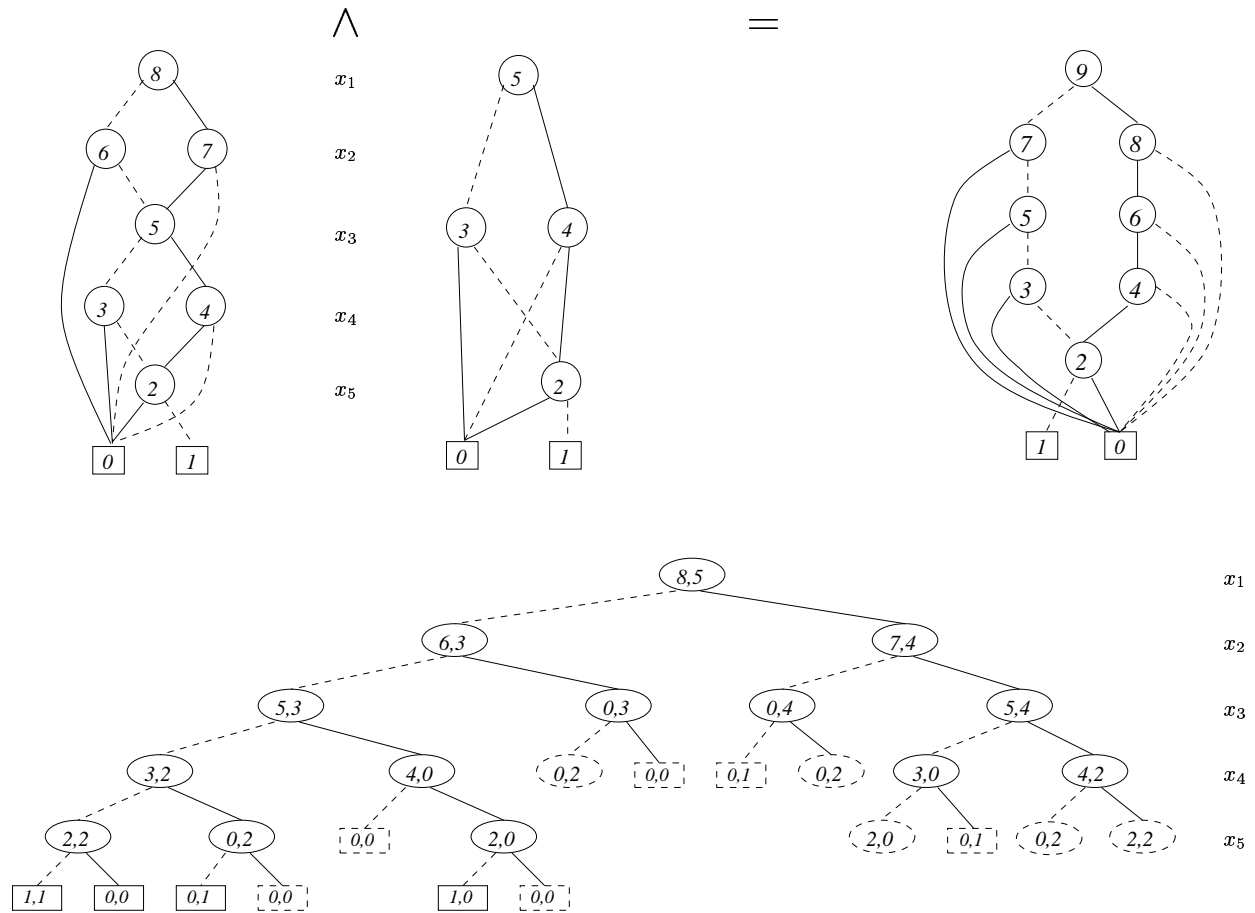 ∧ =
8 x₁ 5 9
6 7 x₂ 7 8
5 3 x₃ 4 5 6
3 4 x₄ 3 4
2 x₅ 2 2
0 1 0 1 1 0
8,5 x₁
6,3 7,4 x₂
5,3 0,3 0,4 5,4 x₃
3,2 4,0 0,2 0,0 0,1 0,2 3,0 4,2 x₄
2,2 0,2 0,0 2,0 2,0 0,1 0,2 2,2 x₅
1,1 0,0 0,1 0,0 1,0 0,0